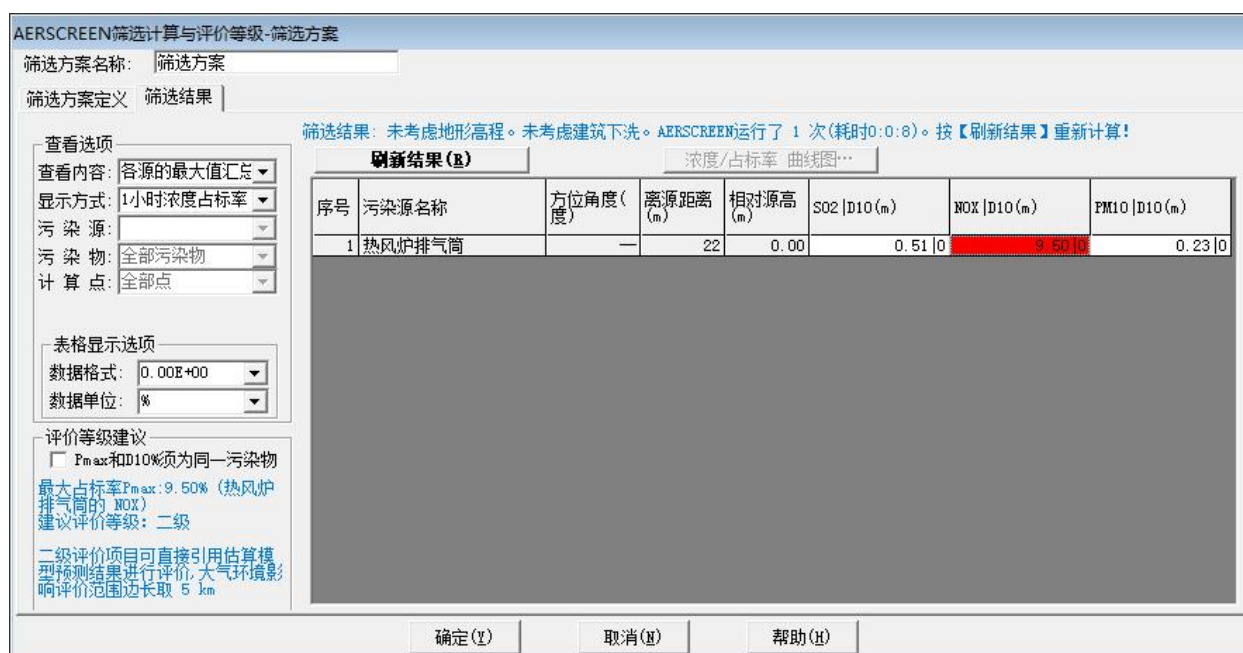 AERSCREEN筛选计算与评价等级-筛选方案
筛选方案名称: 筛选方案
筛选方案定义 筛选结果
筛选结果: 未考虑地形高程。未考虑建筑下洗。AERSCREEN运行了 1 次(耗时0:0:8)。按【刷新结果】重新计算!
刷新结果(R) 浓度/占标率 曲线图…
查看选项
查看内容: 各源的最大值汇总
显示方式: 1小时浓度占标率
污 染 源:
污 染 物: 全部污染物
计 算 点: 全部点
表格显示选项
数据格式: 0.00E+00
数据单位: %
评价等级建议
Pmax和D10%须为同一污染物
最大占标率Pmax:9.50% (热风炉
排气筒的 NOX)
建议评价等级: 二级
二级评价项目可直接引用估算模
型预测结果进行评价,大气环境影
响评价范围边长取 5 km
序号 污染源名称 方位角度(度) 离源距离(m) 相对源高(m) SO2|D10(m) NOX|D10(m) PM10|D10(m)
1 热风炉排气筒 — 22 0.00 0.51|0 9.50|0 0.23|0
确定(Y) 取消(N) 帮助(H)